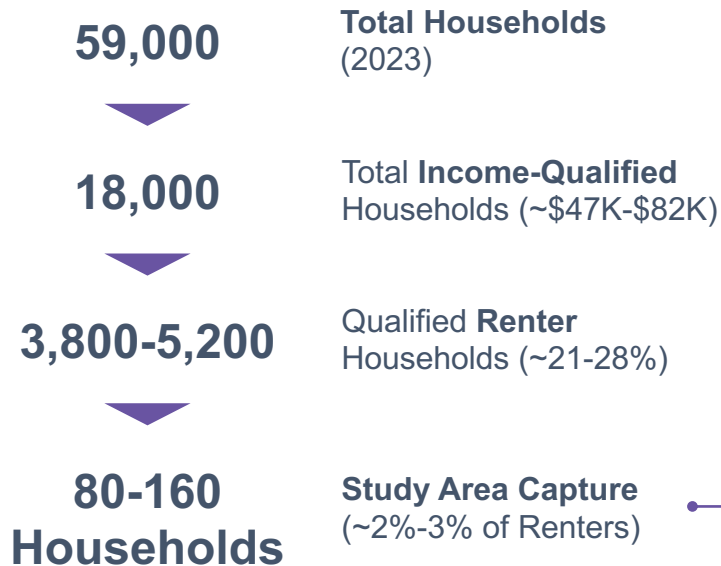 59,000
Total Households
(2023)
18,000
Total Income-Qualified
Households (~$47K-$82K)
3,800-5,200
Qualified Renter
Households (~21-28%)
80-160
Households
Study Area Capture
(~2%-3% of Renters)